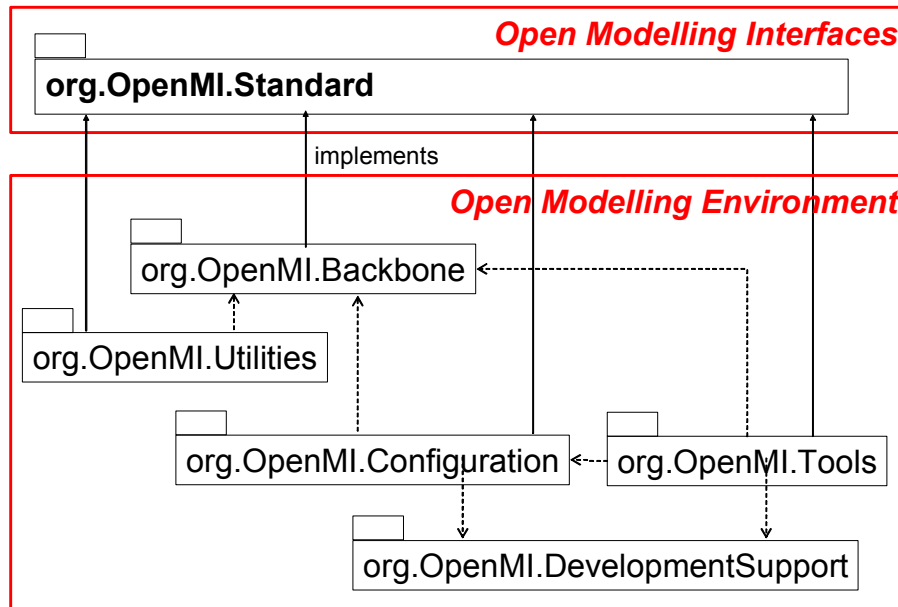 Open Modelling Interfaces
org.OpenMI.Standard
implements
Open Modelling Environment
org.OpenMI.Backbone
org.OpenMI.Utilities
org.OpenMI.Configuration
org.OpenMI.Tools
org.OpenMI.DevelopmentSupport